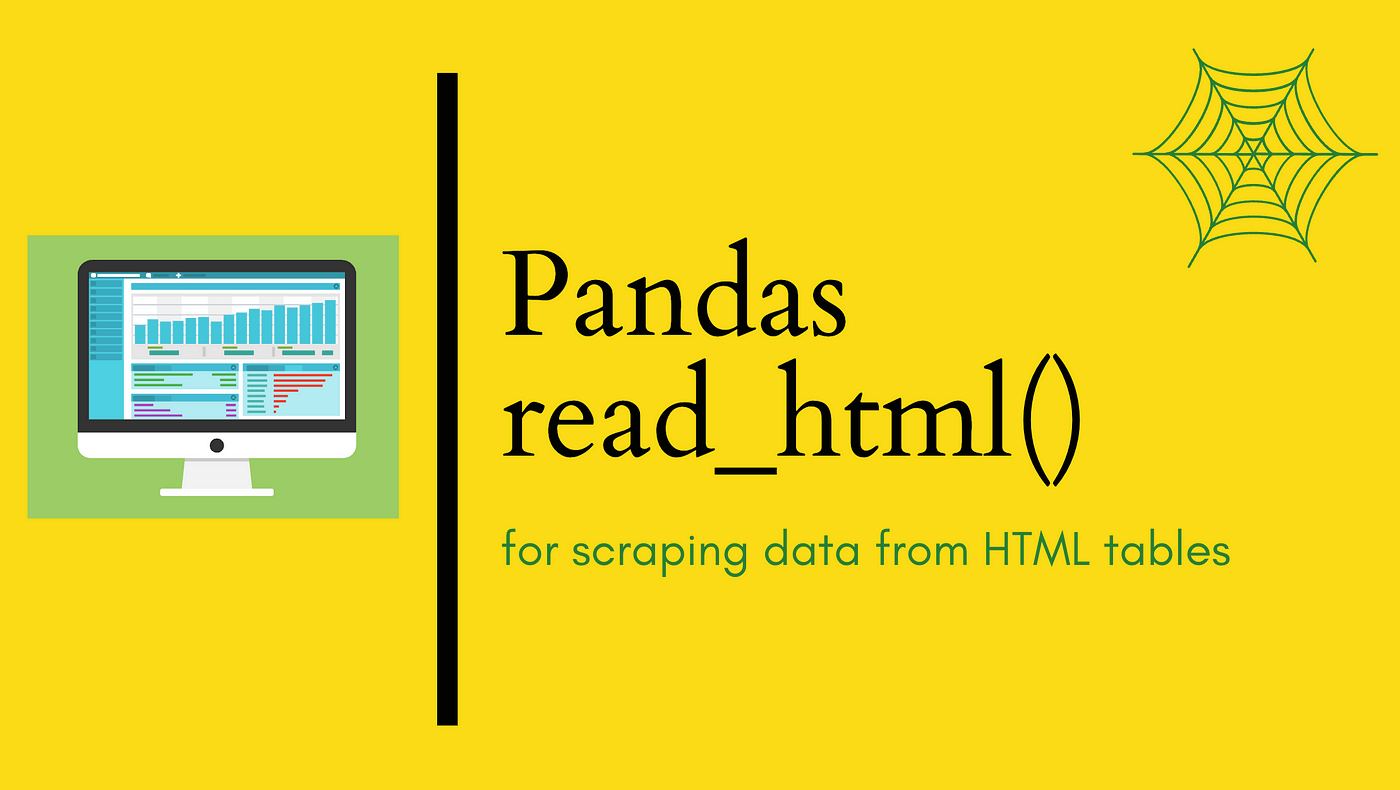 Pandas
read_html()
for scraping data from HTML tables